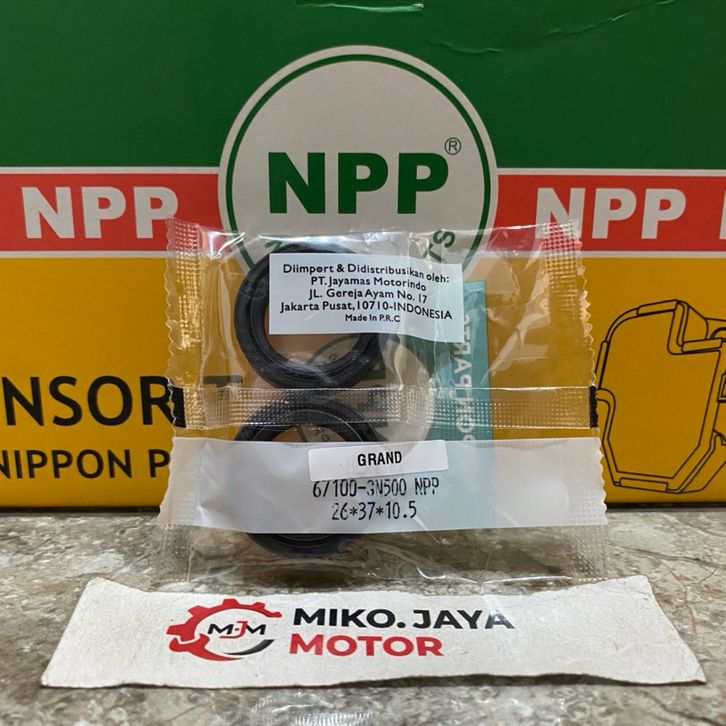 NPP®
NPP
NPP
Diimport & Didistribusikan oleh:
PT. Jayamas Motorindo
JL. Gereja Ayam No. 17
Jakarta Pusat, 10710-INDONESIA
Made In P.R.C
NIPPON P
GRAND
67100-GN500 NPP
26*37*10.5
M·JM
MIKO.JAYA
MOTOR